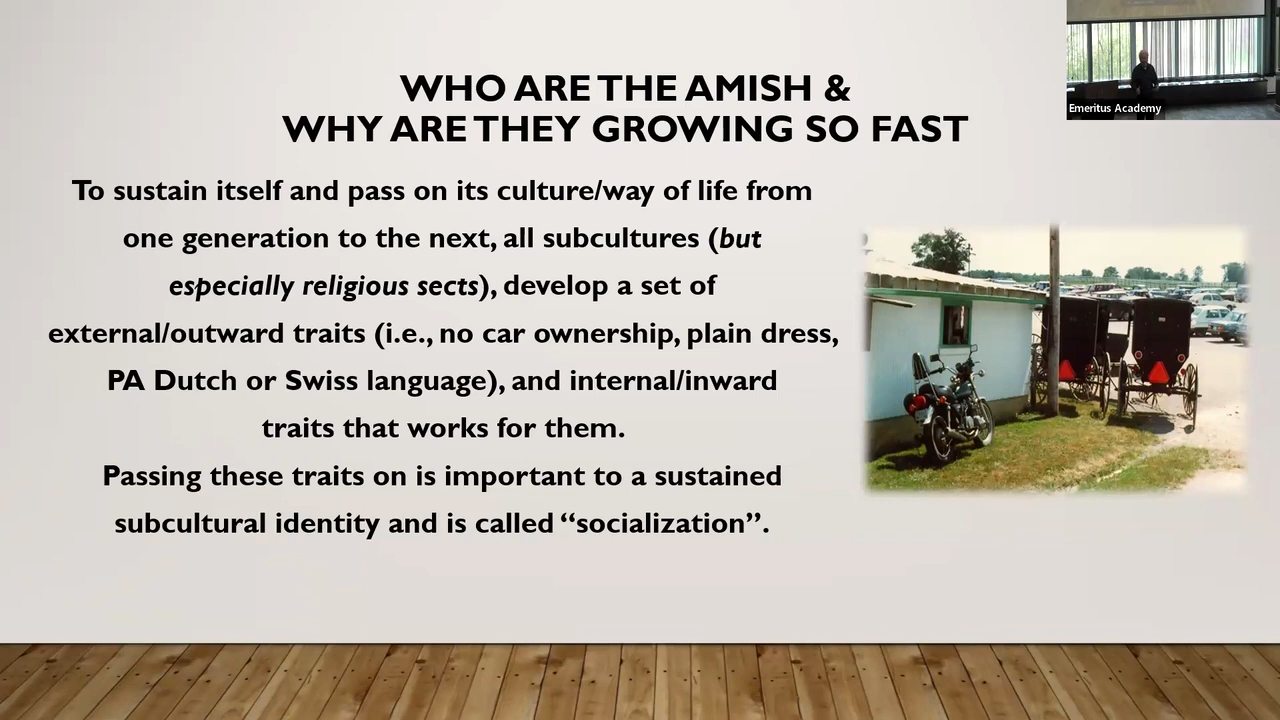 WHO ARE THE AMISH &
WHY ARE THEY GROWING SO FAST
Emeritus Academy
To sustain itself and pass on its culture/way of life from
one generation to the next, all subcultures (but
especially religious sects), develop a set of
external/outward traits (i.e., no car ownership, plain dress,
PA Dutch or Swiss language), and internal/inward
traits that works for them.
Passing these traits on is important to a sustained
subcultural identity and is called “socialization”.